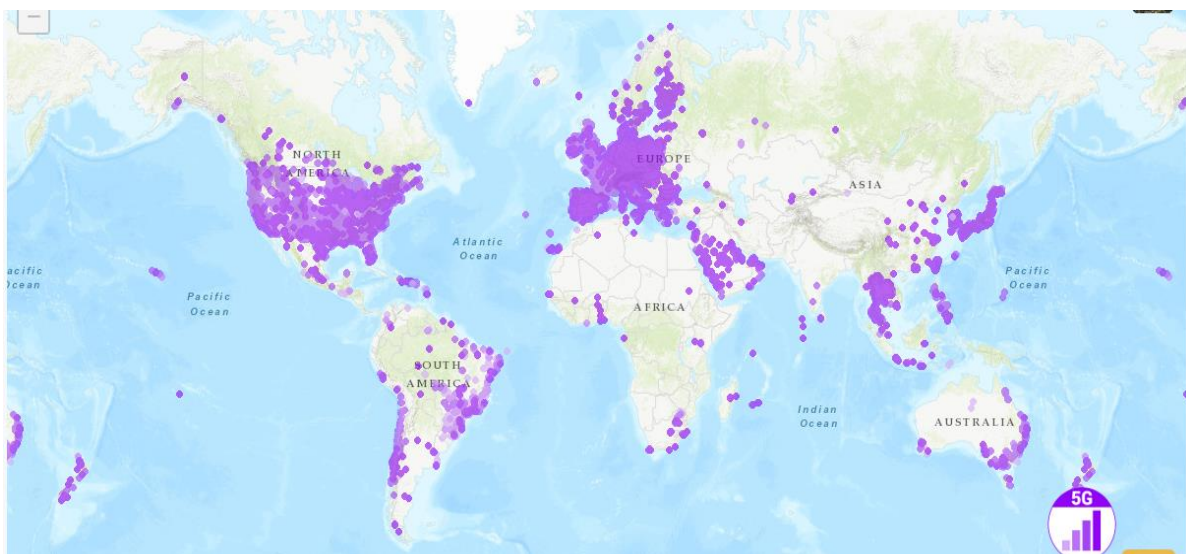 NORTH
AMERICA
EUROPE
ASIA
Atlantic
Ocean
acific
Ocean
Pacific
Ocean
Pacific
Ocean
AFRICA
SOUTH
AMERICA
Indian
Ocean
AUSTRALIA
5G